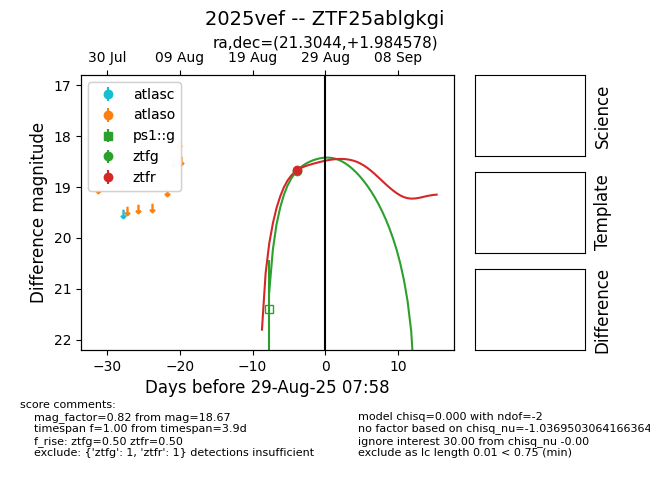 2025vef -- ZTF25ablgkgi
ra,dec=(21.3044,+1.984578)
30 Jul 09 Aug 19 Aug 29 Aug 08 Sep
17
18
19
20
21
22
Difference magnitude
atlasc
atlaso
ps1::g
ztfg
ztfr
−30 −20 −10 0 10
Days before 29-Aug-25 07:58
Science
Template
Difference
score comments:
mag_factor=0.82 from mag=18.67
timespan f=1.00 from timespan=3.9d
f_rise: ztfg=0.50 ztfr=0.50
exclude: {'ztfg': 1, 'ztfr': 1} detections insufficient
model chisq=0.000 with ndof=-2
no factor based on chisq_nu=-1.0369503064166364
ignore interest 30.00 from chisq_nu -0.00
exclude as lc length 0.01 < 0.75 (min)